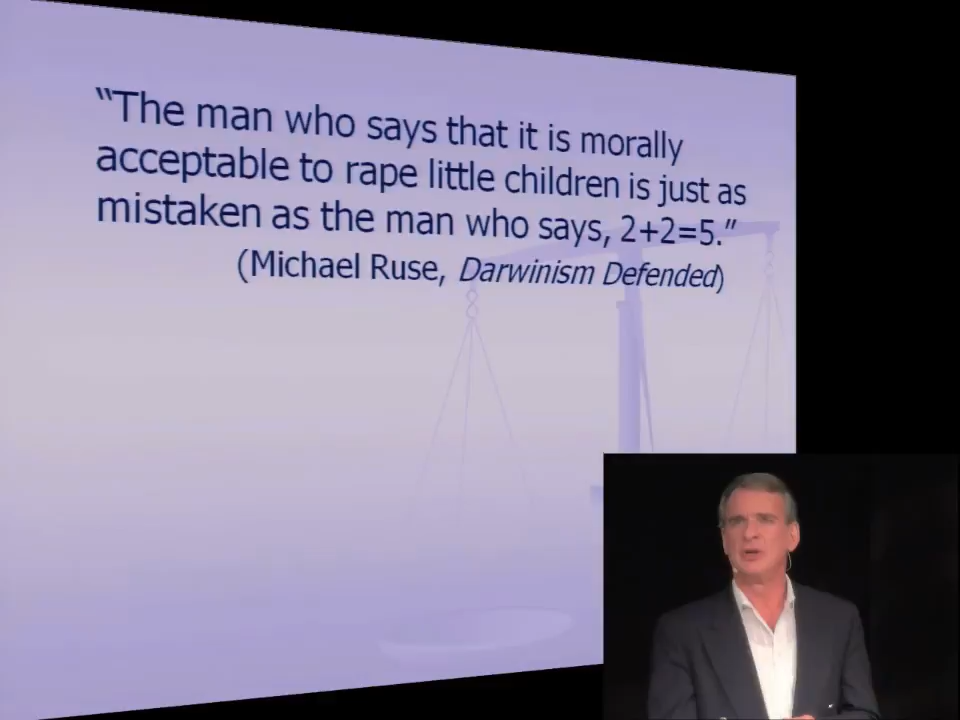 “The man who says that it is morally
acceptable to rape little children is just as
mistaken as the man who says, 2+2=5.”
(Michael Ruse, Darwinism Defended)